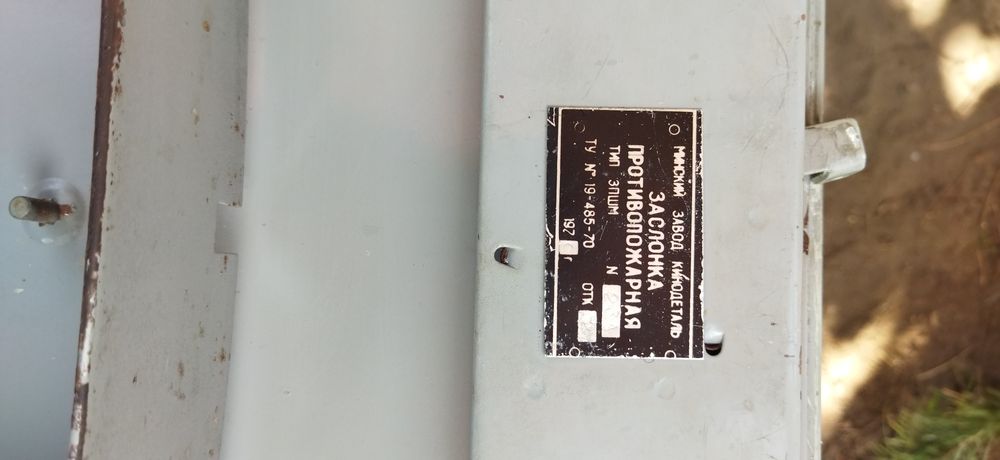 МИНСКИЙ ЗАВОД КИНОДЕТАЛЬ
ЗАСЛОНКА
ПРОТИВОПОЖАРНАЯ
ТИП ЗПШМ N
ТУ № 19-485-70 ОТК
197 г